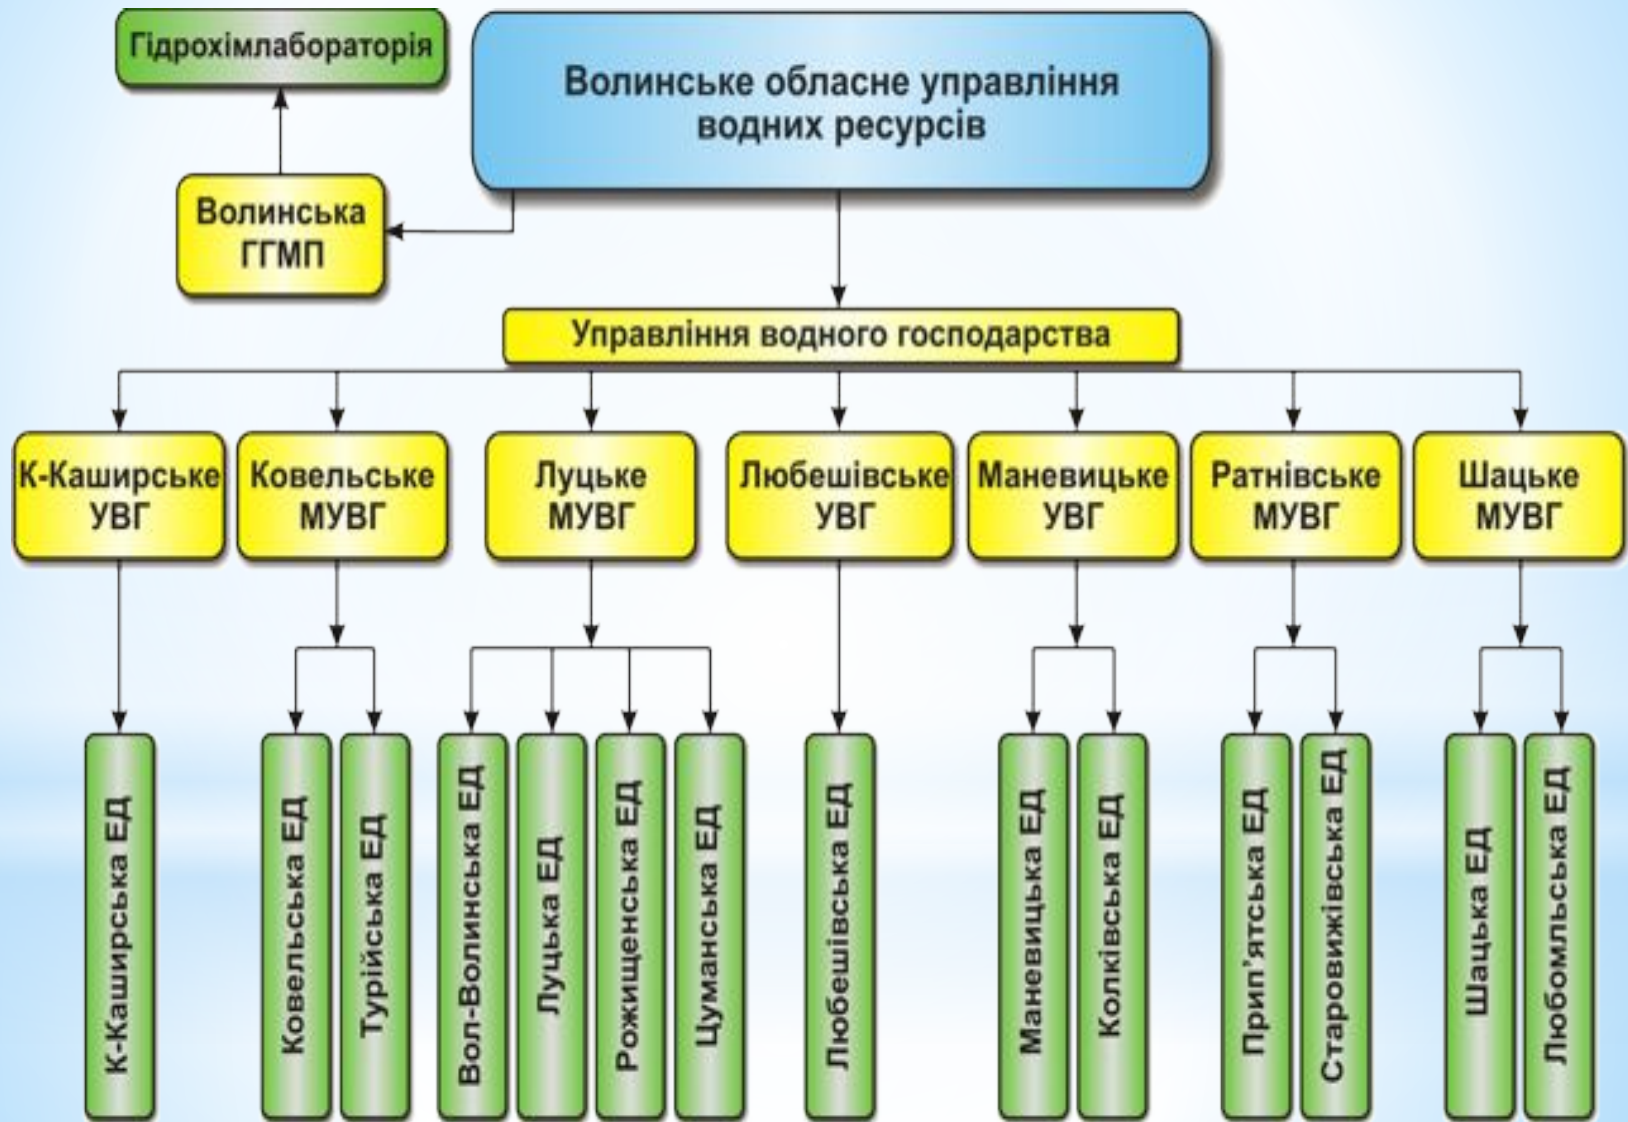 Гідрохімлабораторія
Волинське обласне управління
водних ресурсів
Волинська
ГГМП
Управління водного господарства
К-Каширське
УВГ
Ковельське
МУВГ
Луцьке
МУВГ
Любешівське
УВГ
Маневицьке
УВГ
Ратнівське
МУВГ
Шацьке
МУВГ
К-Каширська ЕД
Ковельська ЕД
Турійська ЕД
Вол-Волинська ЕД
Луцька ЕД
Рожищенська ЕД
Цуманська ЕД
Любешівська ЕД
Маневицька ЕД
Колківська ЕД
Прип’ятська ЕД
Старовижівська ЕД
Шацька ЕД
Любомльська ЕД